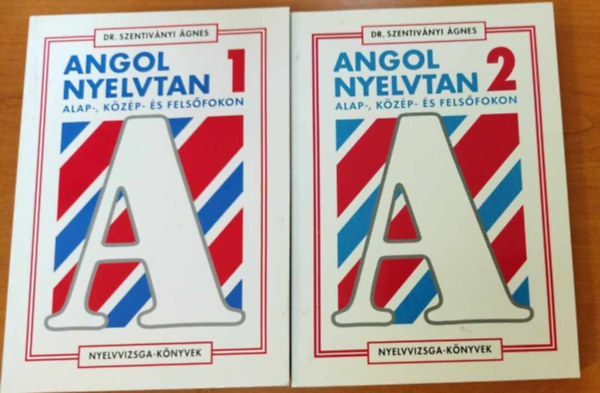 DR. SZENTIVÁNYI ÁGNES
ANGOL
NYELVTAN 1
ALAP-, KÖZÉP- ÉS FELSŐFOKON
A
NYELVVIZSGA-KÖNYVEK
DR. SZENTIVÁNYI ÁGNES
ANGOL
NYELVTAN 2
ALAP-, KÖZÉP- ÉS FELSŐFOKON
A
NYELVVIZSGA-KÖNYVEK